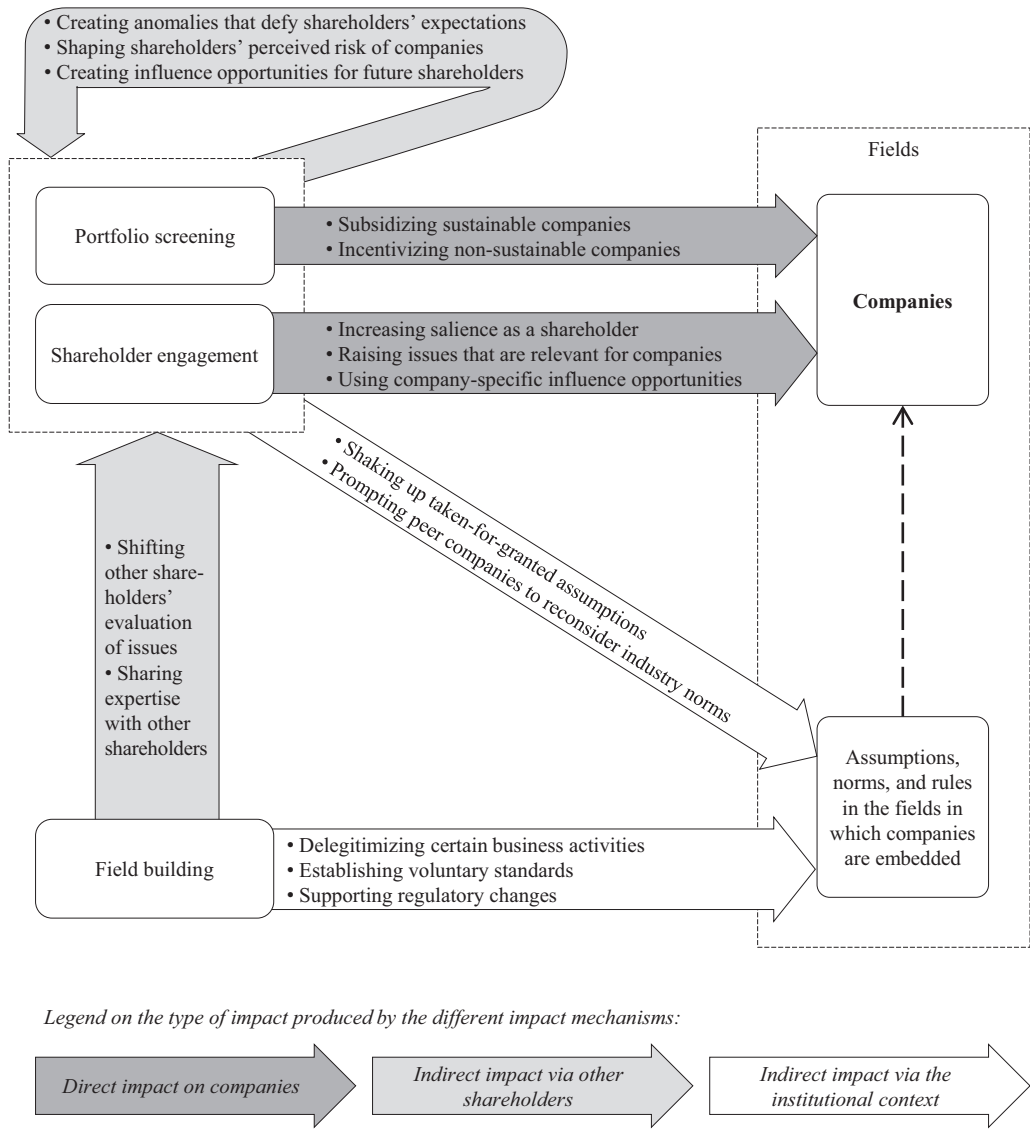 • Creating anomalies that defy shareholders’ expectations
• Shaping shareholders’ perceived risk of companies
• Creating influence opportunities for future shareholders
Fields
Portfolio screening
• Subsidizing sustainable companies
• Incentivizing non-sustainable companies
Companies
Shareholder engagement
• Increasing salience as a shareholder
• Raising issues that are relevant for companies
• Using company-specific influence opportunities
• Shaking up taken-for-granted assumptions
• Prompting peer companies to reconsider industry norms
• Shifting
other share-
holders’
evaluation
of issues
• Sharing
expertise
with other
shareholders
Assumptions,
norms, and rules
in the fields in
which companies
are embedded
Field building
• Delegitimizing certain business activities
• Establishing voluntary standards
• Supporting regulatory changes
Legend on the type of impact produced by the different impact mechanisms:
Direct impact on companies
Indirect impact via other
shareholders
Indirect impact via the
institutional context